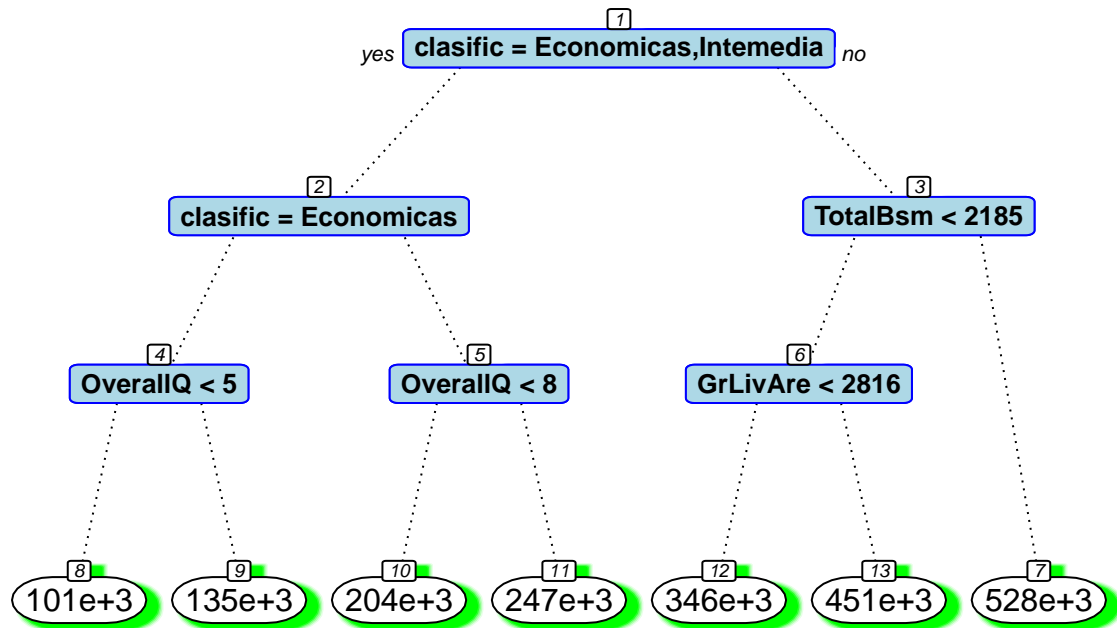 1
yes clasific = Economicas,Intemedia no
2
3
clasific = Economicas
TotalBsm < 2185
4
5
6
OverallQ < 5
OverallQ < 8
GrLivAre < 2816
8
9
10
11
12
13
7
101e+3
135e+3
204e+3
247e+3
346e+3
451e+3
528e+3